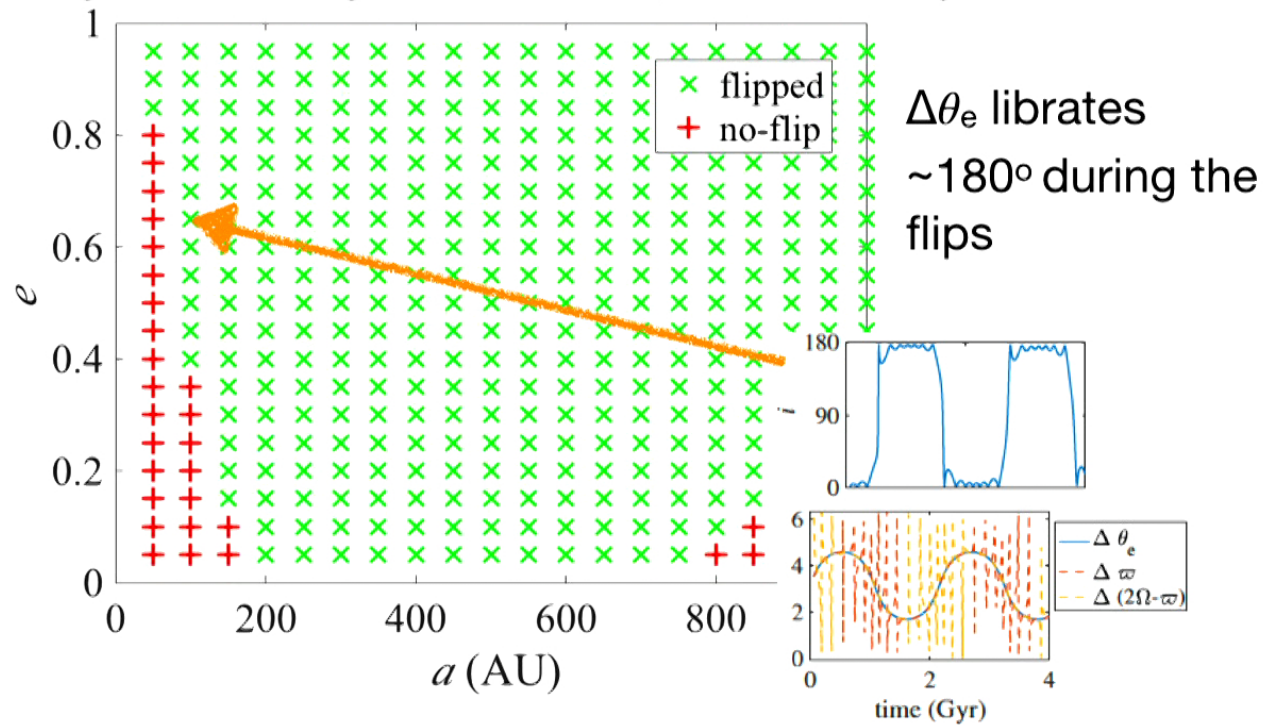 1
0.8
0.6
0.4
0.2
0
e
0
200
400
600
800
a (AU)
flipped
no-flip
Δθe librates
~180o during the
flips
180
90
0
i
6
4
2
0
0
2
4
time (Gyr)
Δ θe
Δ ϖ
Δ (2Ω-ϖ)